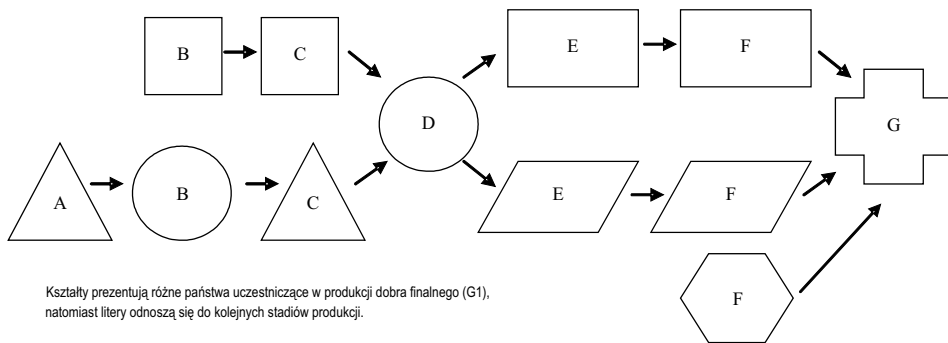 B C E F
D G
A B C E F
F
Kształty prezentują różne państwa uczestniczące w produkcji dobra finalnego (G1),
natomiast litery odnoszą się do kolejnych stadiów produkcji.